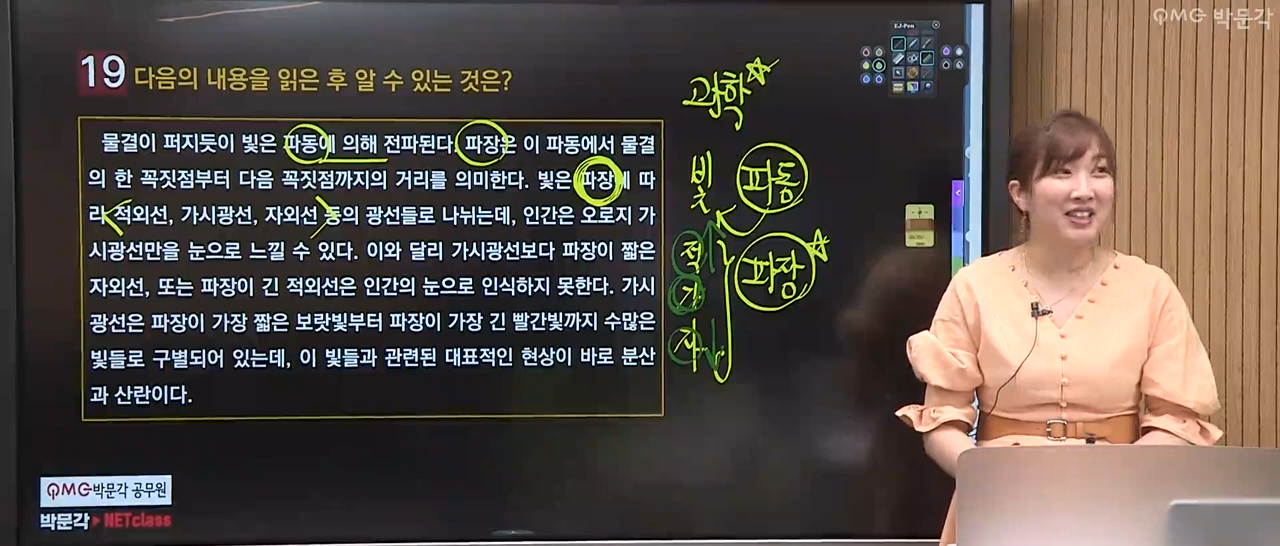 QMG 박문각
EJ-Pen
19 다음의 내용을 읽은 후 알 수 있는 것은?
물결이 퍼지듯이 빛은 파동에 의해 전파된다. 파장은 이 파동에서 물결
의 한 꼭짓점부터 다음 꼭짓점까지의 거리를 의미한다. 빛은 파장에 따
라 적외선, 가시광선, 자외선 등의 광선들로 나뉘는데, 인간은 오로지 가
시광선만을 눈으로 느낄 수 있다. 이와 달리 가시광선보다 파장이 짧은
자외선, 또는 파장이 긴 적외선은 인간의 눈으로 인식하지 못한다. 가시
광선은 파장이 가장 짧은 보랏빛부터 파장이 가장 긴 빨간빛까지 수많은
빛들로 구별되어 있는데, 이 빛들과 관련된 대표적인 현상이 바로 분산
과 산란이다.
과학
빛 파동
적 파장
가
자
QMG 박문각 공무원
박문각 NETclass